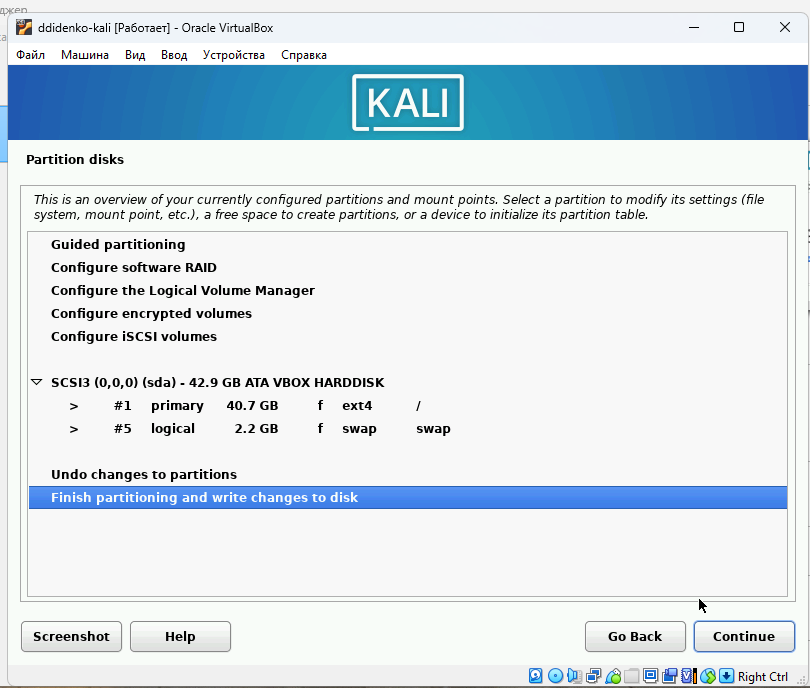 джер
ddidenko-kali [Работает] - Oracle VirtualBox
Файл Машина Вид Ввод Устройства Справка
KALI
Partition disks
This is an overview of your currently configured partitions and mount points. Select a partition to modify its settings (file
system, mount point, etc.), a free space to create partitions, or a device to initialize its partition table.
Guided partitioning
Configure software RAID
Configure the Logical Volume Manager
Configure encrypted volumes
Configure iSCSI volumes
SCSI3 (0,0,0) (sda) - 42.9 GB ATA VBOX HARDDISK
> #1 primary 40.7 GB f ext4 /
> #5 logical 2.2 GB f swap swap
Undo changes to partitions
Finish partitioning and write changes to disk
Screenshot Help Go Back Continue
Right Ctrl